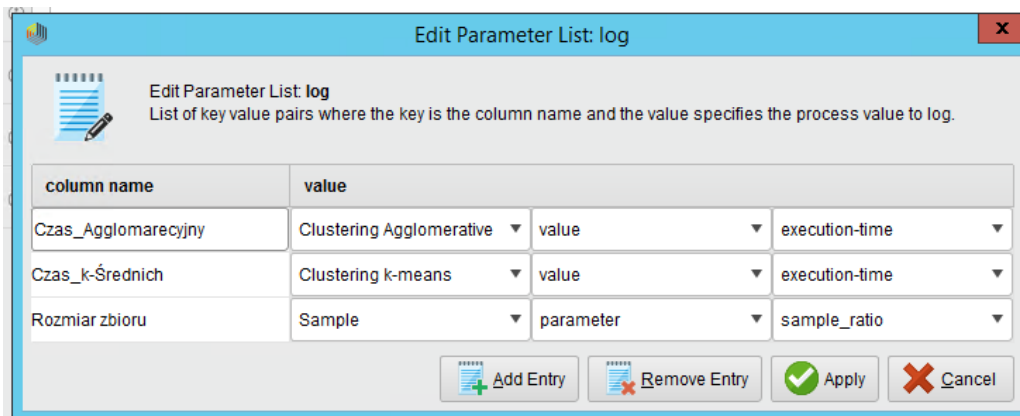 Edit Parameter List: log
x
Edit Parameter List: log
List of key value pairs where the key is the column name and the value specifies the process value to log.
column name value
Czas_Agglomarecyjny Clustering Agglomerative value execution-time
Czas_k-Średnich Clustering k-means value execution-time
Rozmiar zbioru Sample parameter sample_ratio
Add Entry Remove Entry Apply Cancel